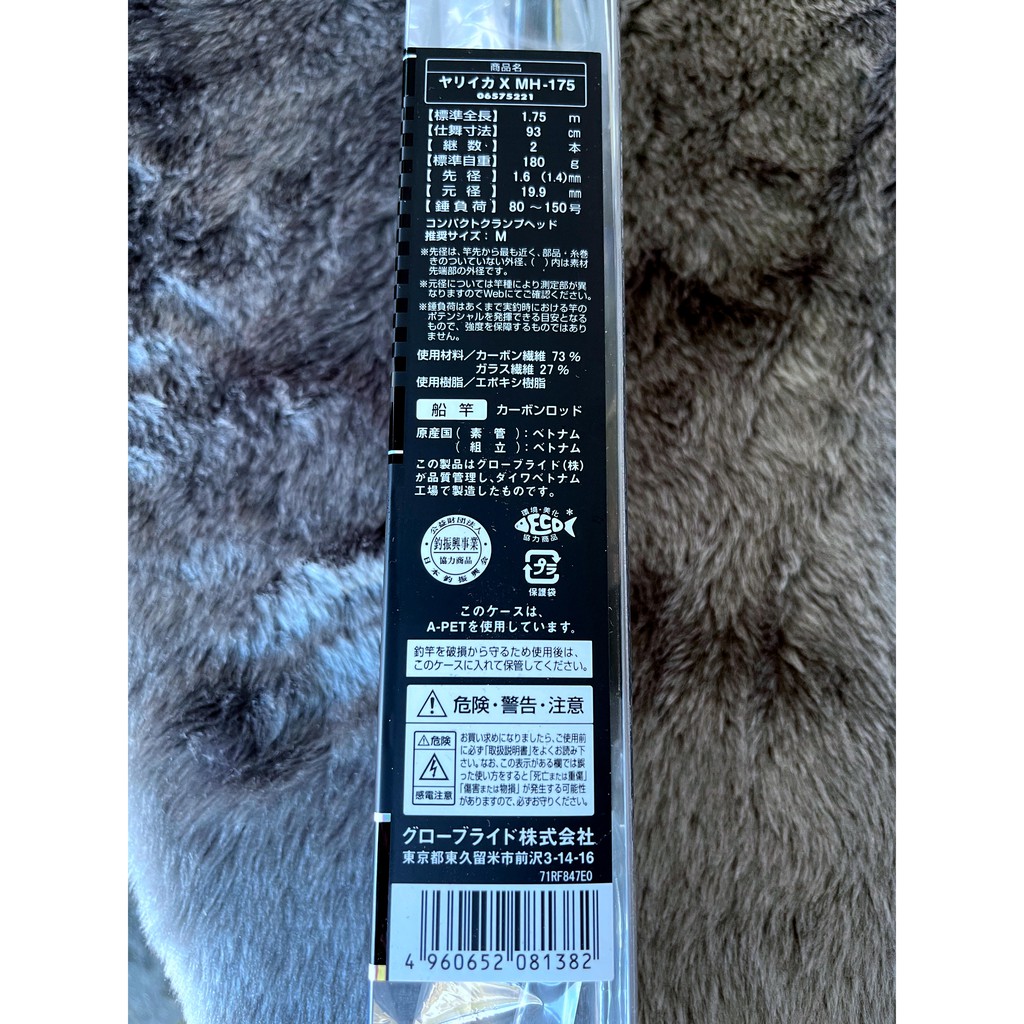 商品名
ヤリイカ X MH-175
06575221
【標準全長】 1.75 m
【仕舞寸法】 93 cm
【継数】 2 本
【標準自重】 180 g
【先径】 1.6 (1.4)mm
【元径】 19.9 mm
【錘負荷】 80～150号
コンパクトクランプヘッド
推奨サイズ：M
※先径は、竿先から最も近く、部品・糸巻
きのついていない外径、( )内は素材
先端部の外径です。
※元径については竿種により測定部が異
なりますのでWebにてご確認ください。
※錘負荷はあくまで実釣時における竿の
ポテンシャルを発揮できる目安となる
もので、強度を保障するものではあり
ません。
使用材料/カーボン繊維 73 %
ガラス繊維 27 %
使用樹脂/エポキシ樹脂
船竿 カーボンロッド
原産国(素管)：ベトナム
(組立)：ベトナム
この製品はグローブライド(株)
が品質管理し、ダイワベトナム
工場で製造したものです。
公益財団法人
釣振興事業
協力商品
日本釣振興会
環境・美化
ECO
協力商品
プラ
保護袋
このケースは、
A-PETを使用しています。
釣竿を破損から守るため使用後は、
このケースに入れて保管してください。
危険・警告・注意
危険
感電注意
お買い求めになりましたら、ご使用前
に必ず「取扱説明書」をよくお読み下
さい。なお、この表示がある欄では誤
った使い方をすると「死亡または重傷」
「傷害または物損」が発生する可能性
がありますので、必ずお守りください。
グローブライド株式会社
東京都東久留米市前沢3-14-16
71RF847E0
4 960652 081382